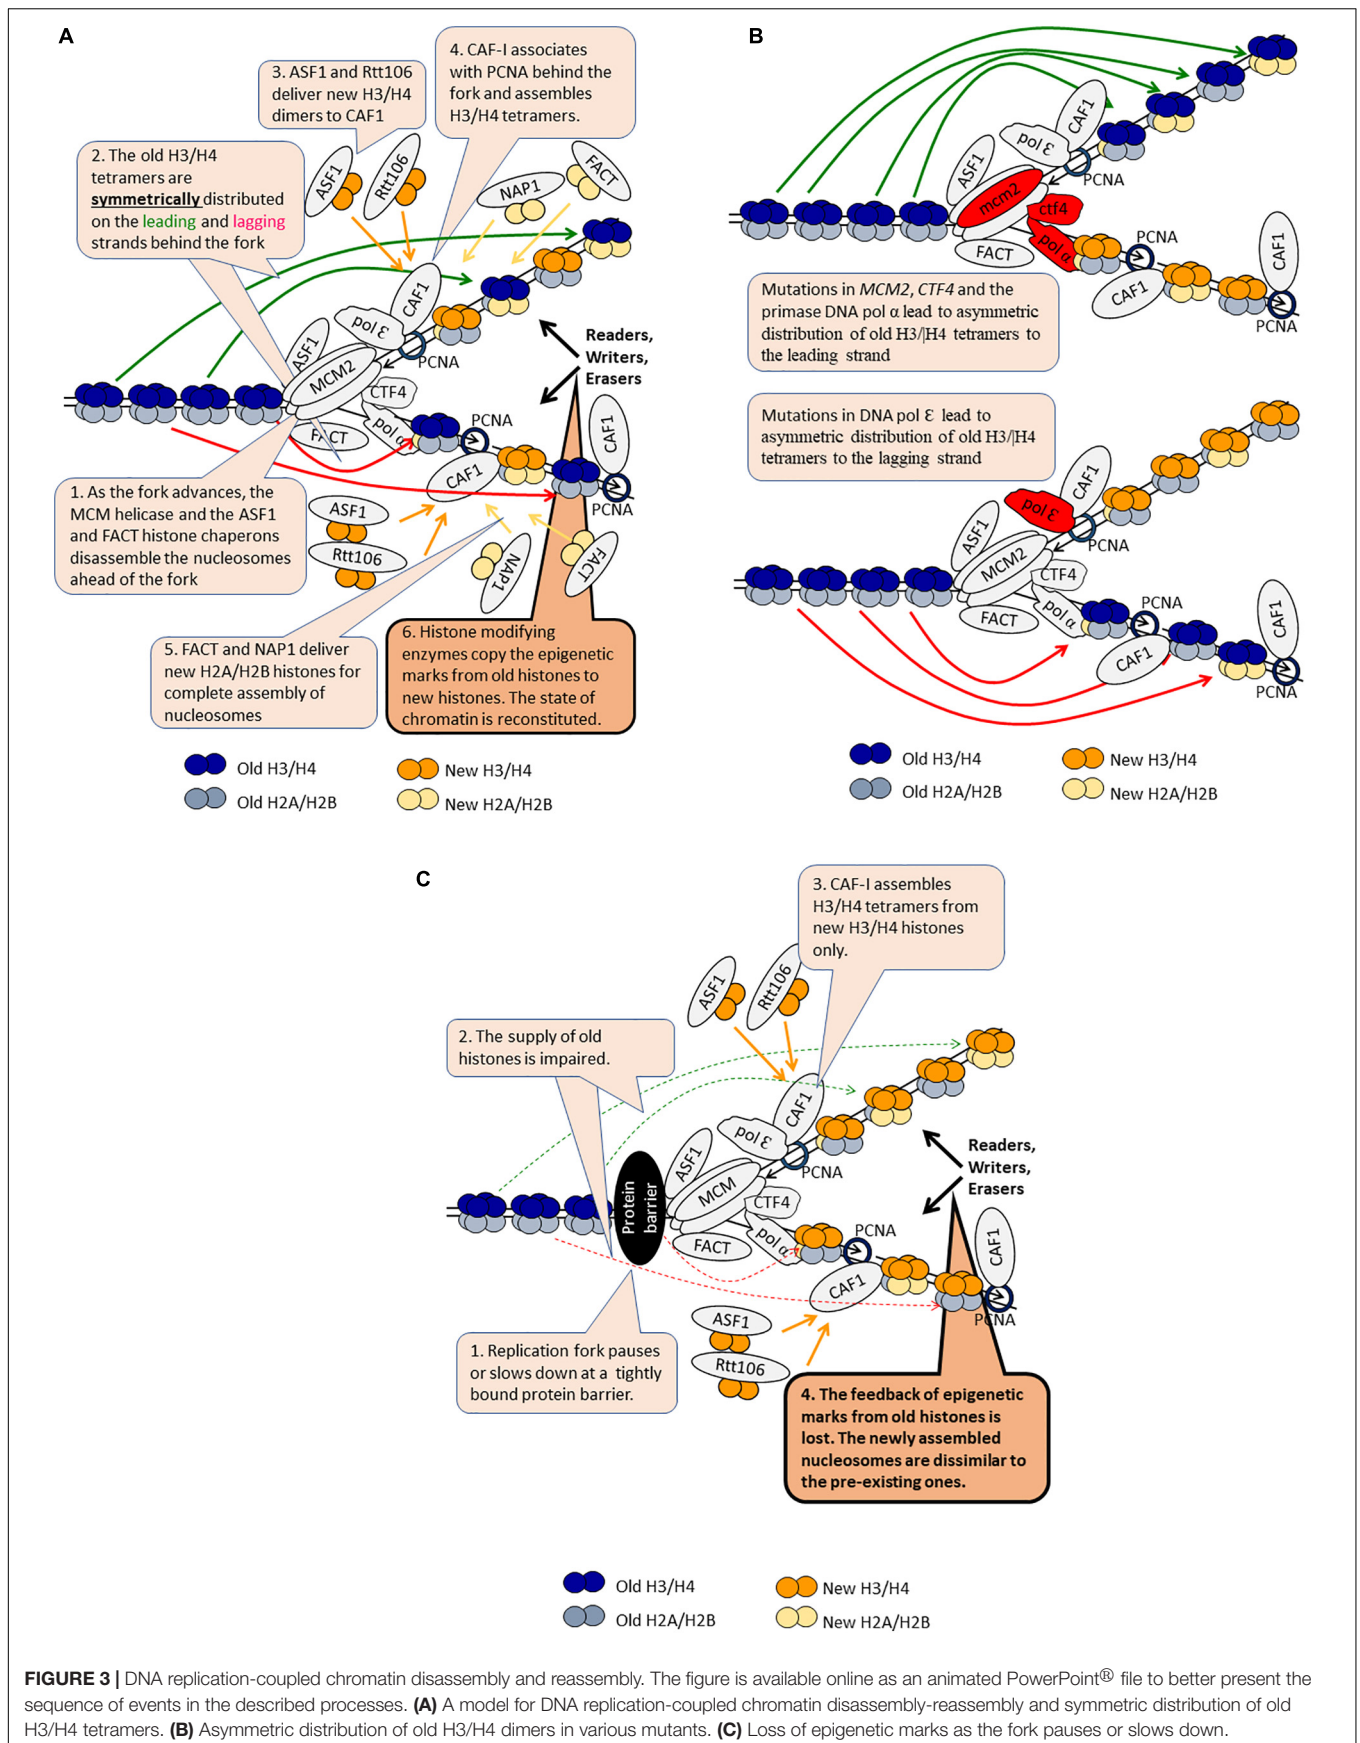 A
3. ASF1 and Rtt106
deliver new H3/H4
dimers to CAF1
4. CAF-I associates
with PCNA behind the
fork and assembles
H3/H4 tetramers.
2. The old H3/H4
tetramers are
symmetrically distributed
on the leading and lagging
strands behind the fork
ASF1
Rtt106
NAP1
FACT
CAF1
pol ε
ASF1
MCM2
PCNA
CTF4
pol α
FACT
PCNA
CAF1
CAF1
PCNA
Readers,
Writers,
Erasers
1. As the fork advances, the
MCM helicase and the ASF1
and FACT histone chaperons
disassemble the nucleosomes
ahead of the fork
ASF1
Rtt106
NAP1
FACT
5. FACT and NAP1 deliver
new H2A/H2B histones for
complete assembly of
nucleosomes
6. Histone modifying
enzymes copy the epigenetic
marks from old histones to
new histones. The state of
chromatin is reconstituted.
Old H3/H4
New H3/H4
Old H2A/H2B
New H2A/H2B
B
CAF1
pol ε
ASF1
PCNA
mcm2
ctf4
pol α
FACT
PCNA
CAF1
CAF1
PCNA
Mutations in MCM2, CTF4 and the
primase DNA pol α lead to asymmetric
distribution of old H3/|H4 tetramers to
the leading strand
Mutations in DNA pol ε lead to
asymmetric distribution of old H3/|H4
tetramers to the lagging strand
CAF1
pol ε
ASF1
PCNA
MCM2
CTF4
pol α
FACT
PCNA
CAF1
CAF1
PCNA
Old H3/H4
New H3/H4
Old H2A/H2B
New H2A/H2B
C
3. CAF-I assembles
H3/H4 tetramers from
new H3/H4 histones
only.
ASF1
Rtt106
2. The supply of old
histones is impaired.
CAF1
pol ε
ASF1
PCNA
MCM
CTF4
pol α
FACT
Protein
barrier
PCNA
CAF1
CAF1
PCNA
Readers,
Writers,
Erasers
ASF1
Rtt106
1. Replication fork pauses
or slows down at a tightly
bound protein barrier.
4. The feedback of epigenetic
marks from old histones is
lost. The newly assembled
nucleosomes are dissimilar to
the pre-existing ones.
Old H3/H4
New H3/H4
Old H2A/H2B
New H2A/H2B
FIGURE 3 | DNA replication-coupled chromatin disassembly and reassembly. The figure is available online as an animated PowerPoint® file to better present the
sequence of events in the described processes. (A) A model for DNA replication-coupled chromatin disassembly-reassembly and symmetric distribution of old
H3/H4 tetramers. (B) Asymmetric distribution of old H3/H4 dimers in various mutants. (C) Loss of epigenetic marks as the fork pauses or slows down.